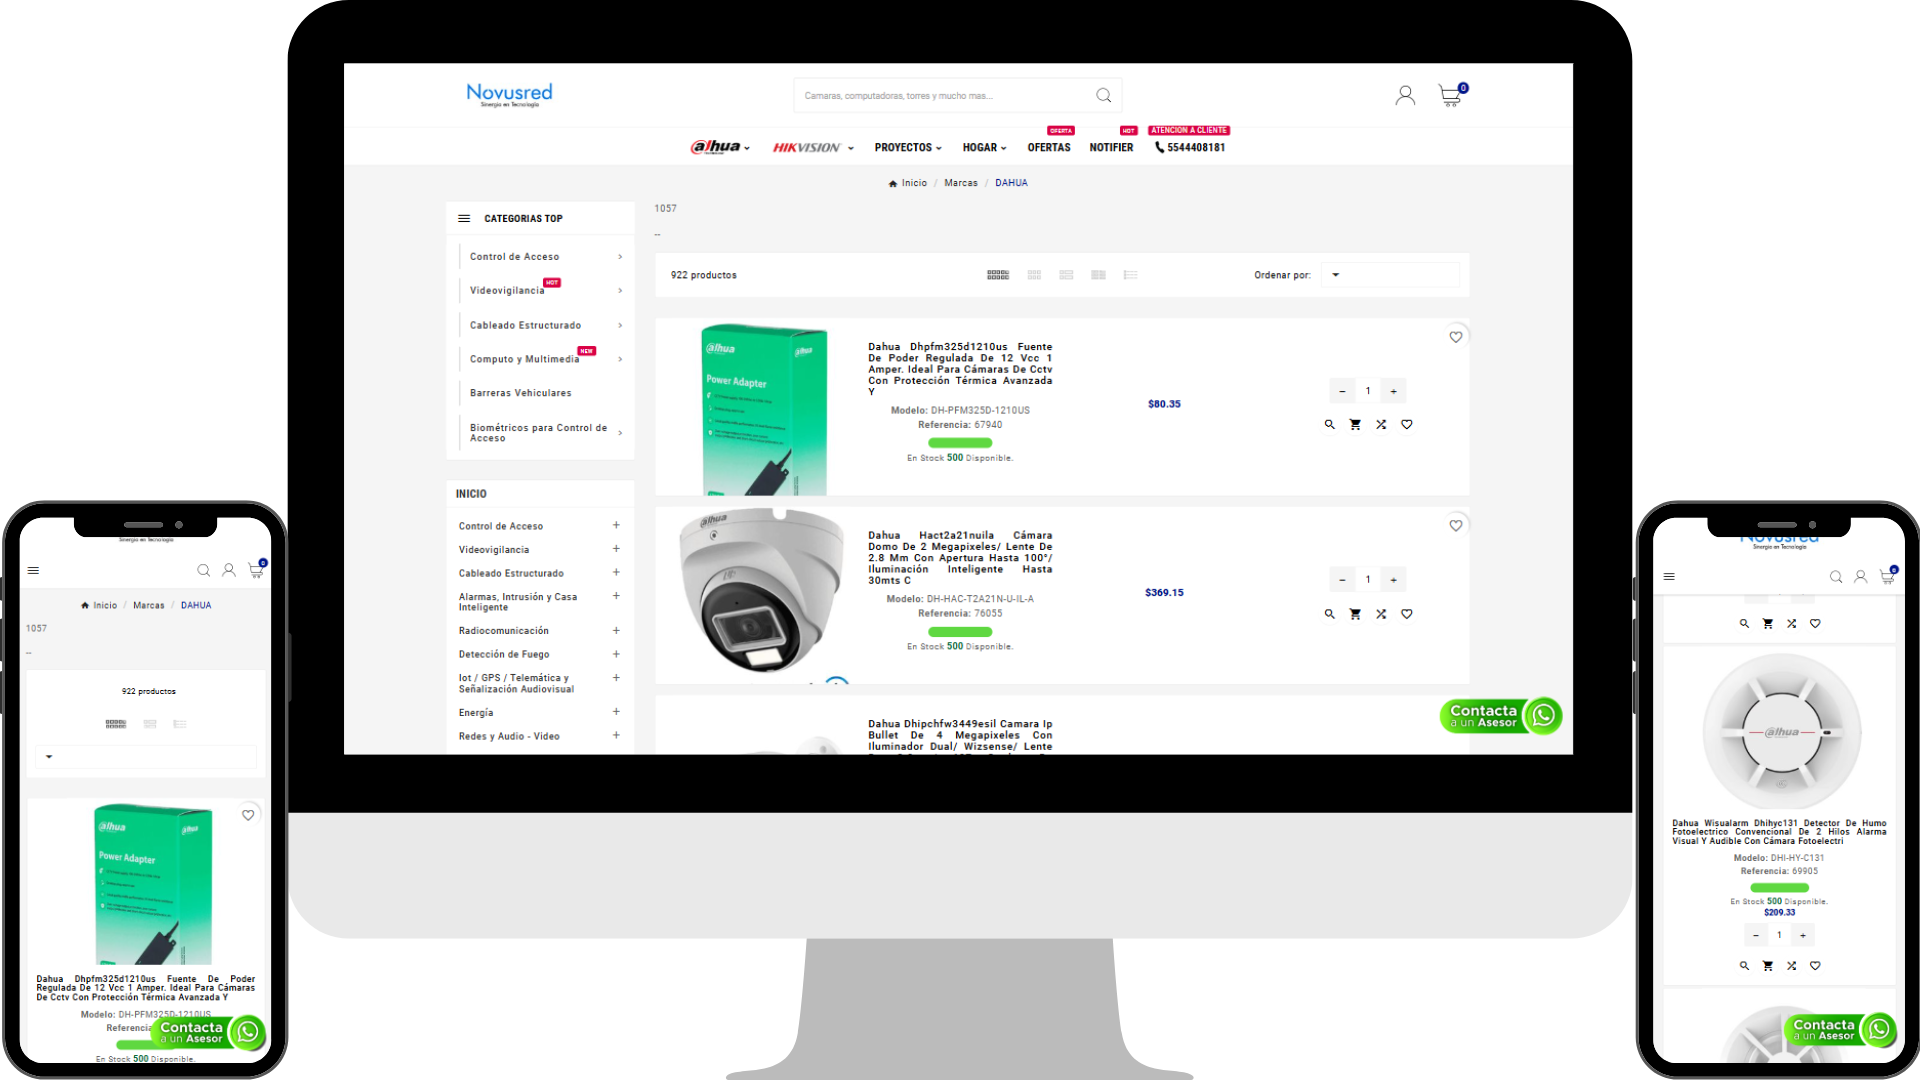 Novusred
Sinergia en Tecnología
Camaras, computadoras, torres y mucho mas...
0
OFERTA
HOT
ATENCION A CLIENTE
alhua
HIKVISION
PROYECTOS
HOGAR
OFERTAS
NOTIFIER
5544408181
Inicio / Marcas / DAHUA
CATEGORIAS TOP
Control de Acceso
HOT
Videovigilancia
Cableado Estructurado
NEW
Computo y Multimedia
Barreras Vehiculares
Biométricos para Control de
Acceso
INICIO
Control de Acceso +
Videovigilancia +
Cableado Estructurado +
Alarmas, Intrusión y Casa +
Inteligente
Radiocomunicación +
Detección de Fuego +
Iot / GPS / Telemática y +
Señalización Audiovisual
Energía +
Redes y Audio - Video +
1057
--
922 productos
Ordenar por:
alhua
alhua
Power Adapter
Dahua Dhpfm325d1210us Fuente
De Poder Regulada De 12 Vcc 1
Amper. Ideal Para Cámaras De Cctv
Con Protección Térmica Avanzada
Y
Modelo: DH-PFM325D-1210US
Referencia: 67940
En Stock 500 Disponible.
$80.35
− 1 +
alhua
Dahua Hact2a21nuila Cámara
Domo De 2 Megapixeles/ Lente De
2.8 Mm Con Apertura Hasta 100°/
Iluminación Inteligente Hasta
30mts C
Modelo: DH-HAC-T2A21N-U-IL-A
Referencia: 76055
En Stock 500 Disponible.
$369.15
− 1 +
Dahua Dhipchfw3449esil Camara Ip
Bullet De 4 Megapixeles Con
Iluminador Dual/ Wizsense/ Lente
Contacta
a un Asesor
Sinergia en Tecnología
0
Inicio / Marcas / DAHUA
1057
--
922 productos
alhua
alhua
Power Adapter
Dahua Dhpfm325d1210us Fuente De Poder
Regulada De 12 Vcc 1 Amper. Ideal Para Cámaras
De Cctv Con Protección Térmica Avanzada Y
Modelo: DH-PFM325D-1210US
Referencia
En Stock 500 Disponible.
Contacta
a un Asesor
Novusred
Sinergia en Tecnología
0
alhua
Dahua Wisualarm Dhihyc131 Detector De Humo
Fotoelectrico Convencional De 2 Hilos Alarma
Visual Y Audible Con Cámara Fotoelectri
Modelo: DHI-HY-C131
Referencia: 69905
En Stock 500 Disponible.
$209.33
− 1 +
Contacta
a un Asesor